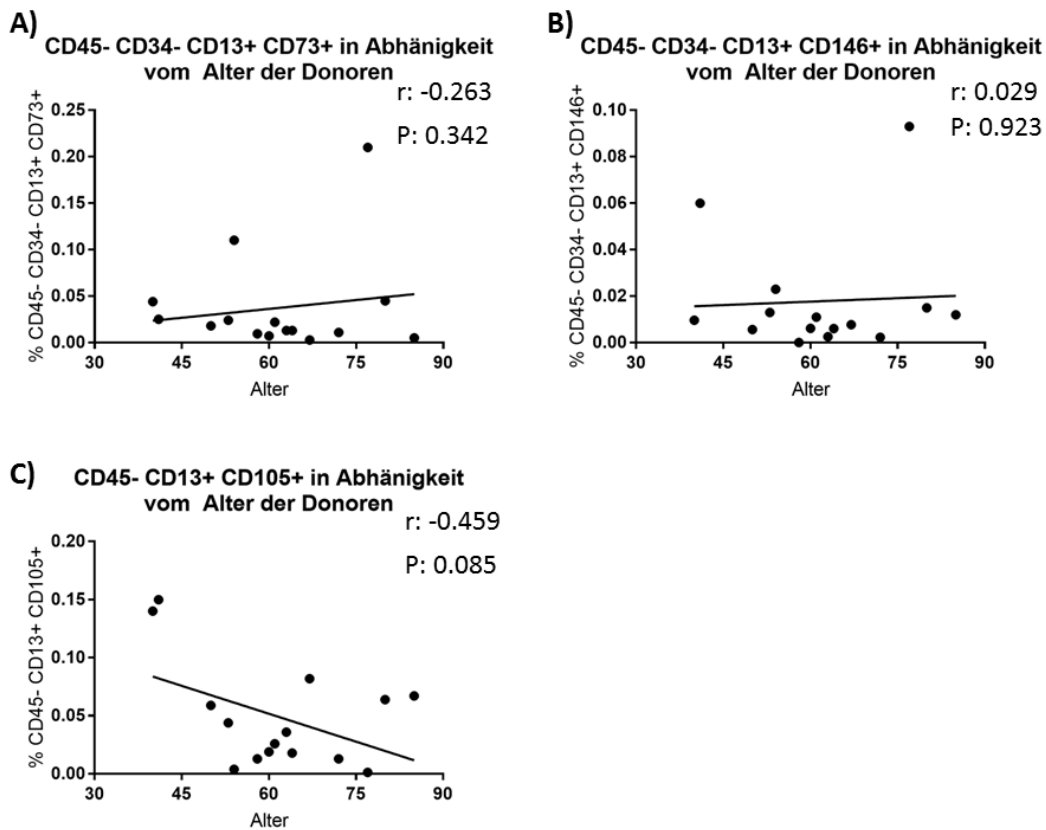 A)
CD45- CD34- CD13+ CD73+ in Abhänigkeit
vom Alter der Donoren
r: -0.263
P: 0.342
% CD45- CD34- CD13+ CD73+
0.25
0.20
0.15
0.10
0.05
0.00
30 45 60 75 90
Alter
B)
CD45- CD34- CD13+ CD146+ in Abhänigkeit
vom Alter der Donoren
r: 0.029
P: 0.923
% CD45- CD34- CD13+ CD146+
0.10
0.08
0.06
0.04
0.02
0.00
30 45 60 75 90
Alter
C)
CD45- CD13+ CD105+ in Abhänigkeit
vom Alter der Donoren
r: -0.459
P: 0.085
% CD45- CD13+ CD105+
0.20
0.15
0.10
0.05
0.00
30 45 60 75 90
Alter